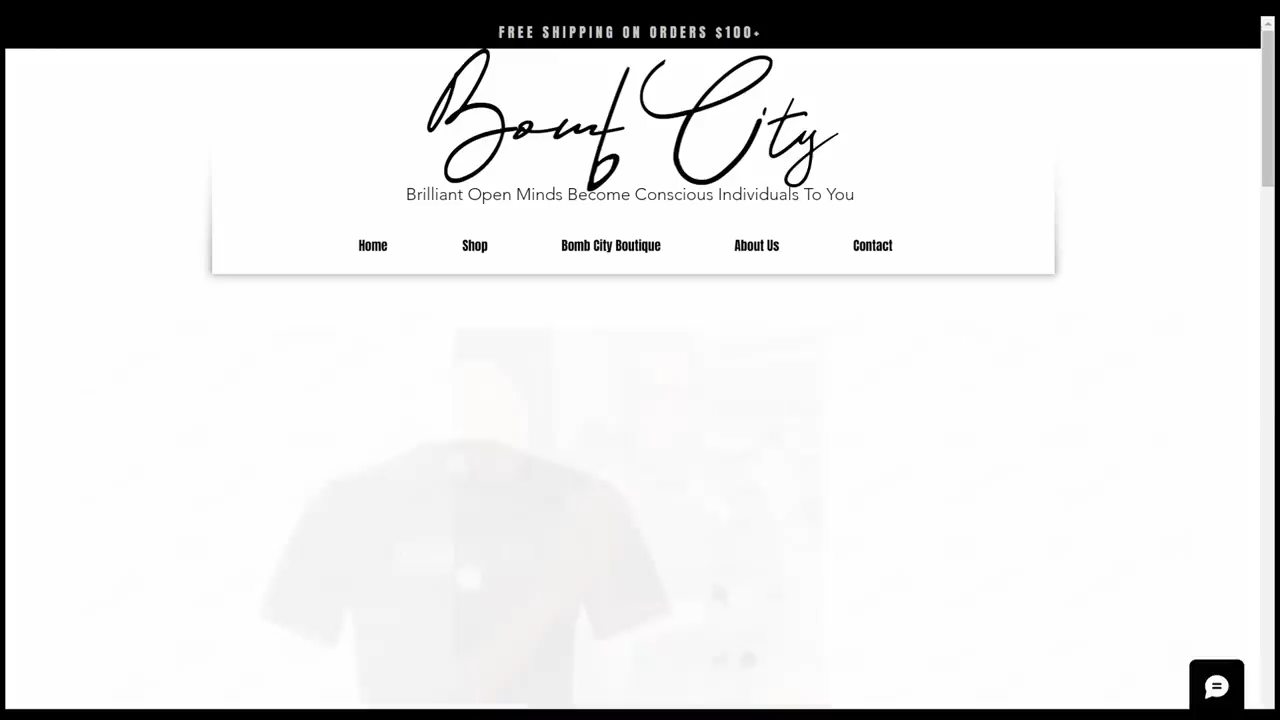 FREE SHIPPING ON ORDERS $100+
Bomb City
Brilliant Open Minds Become Conscious Individuals To You
Home Shop Bomb City Boutique About Us Contact